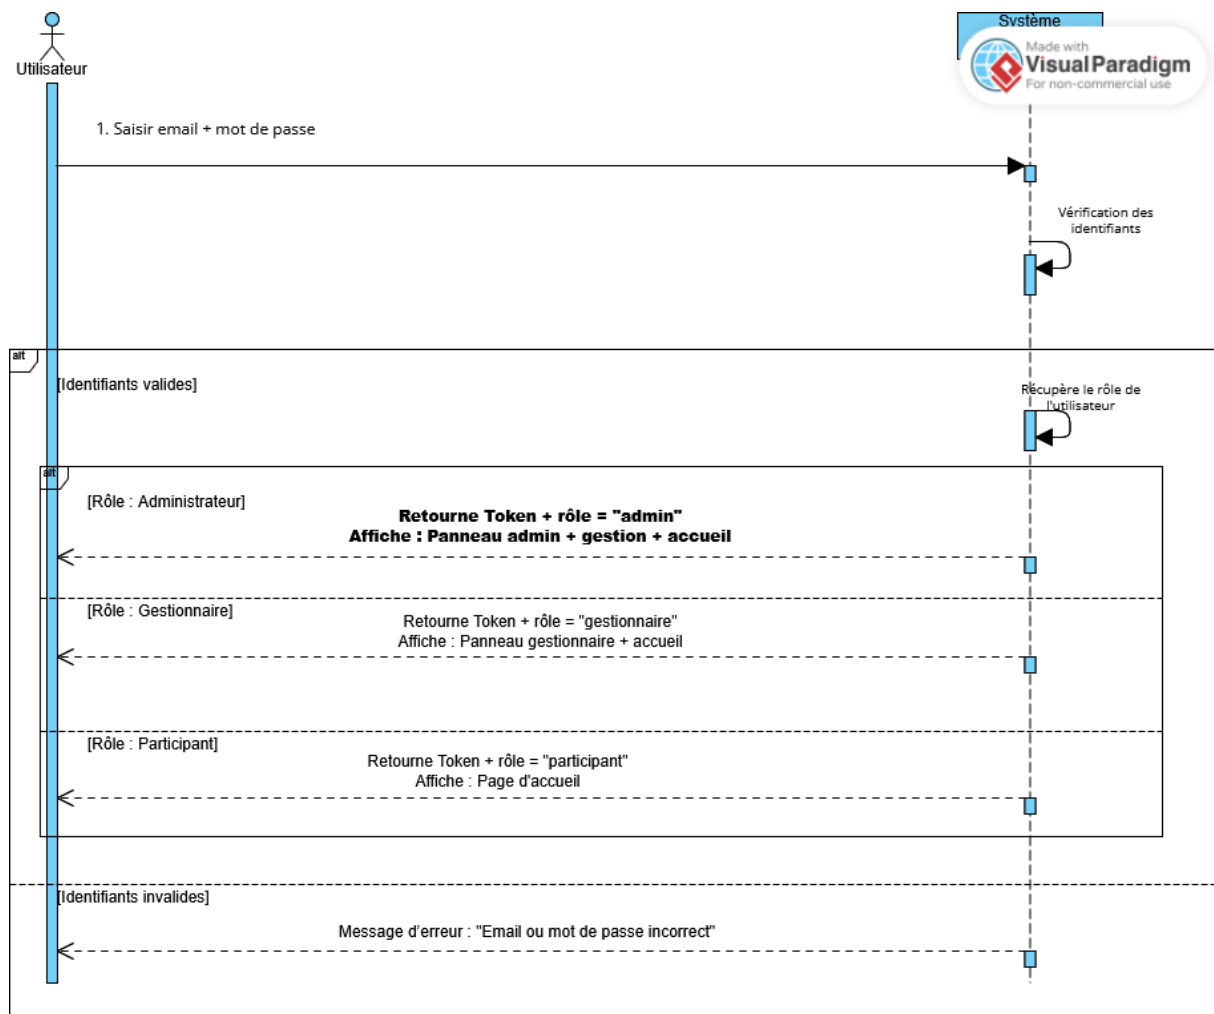 Système
Made with
Visual Paradigm
For non-commercial use
Utilisateur
1. Saisir email + mot de passe
Vérification des
identifiants
alt
[Identifiants valides]
Récupère le rôle de
l'utilisateur
alt
[Rôle : Administrateur]
Retourne Token + rôle = "admin"
Affiche : Panneau admin + gestion + accueil
[Rôle : Gestionnaire]
Retourne Token + rôle = "gestionnaire"
Affiche : Panneau gestionnaire + accueil
[Rôle : Participant]
Retourne Token + rôle = "participant"
Affiche : Page d'accueil
[Identifiants invalides]
Message d'erreur : "Email ou mot de passe incorrect"